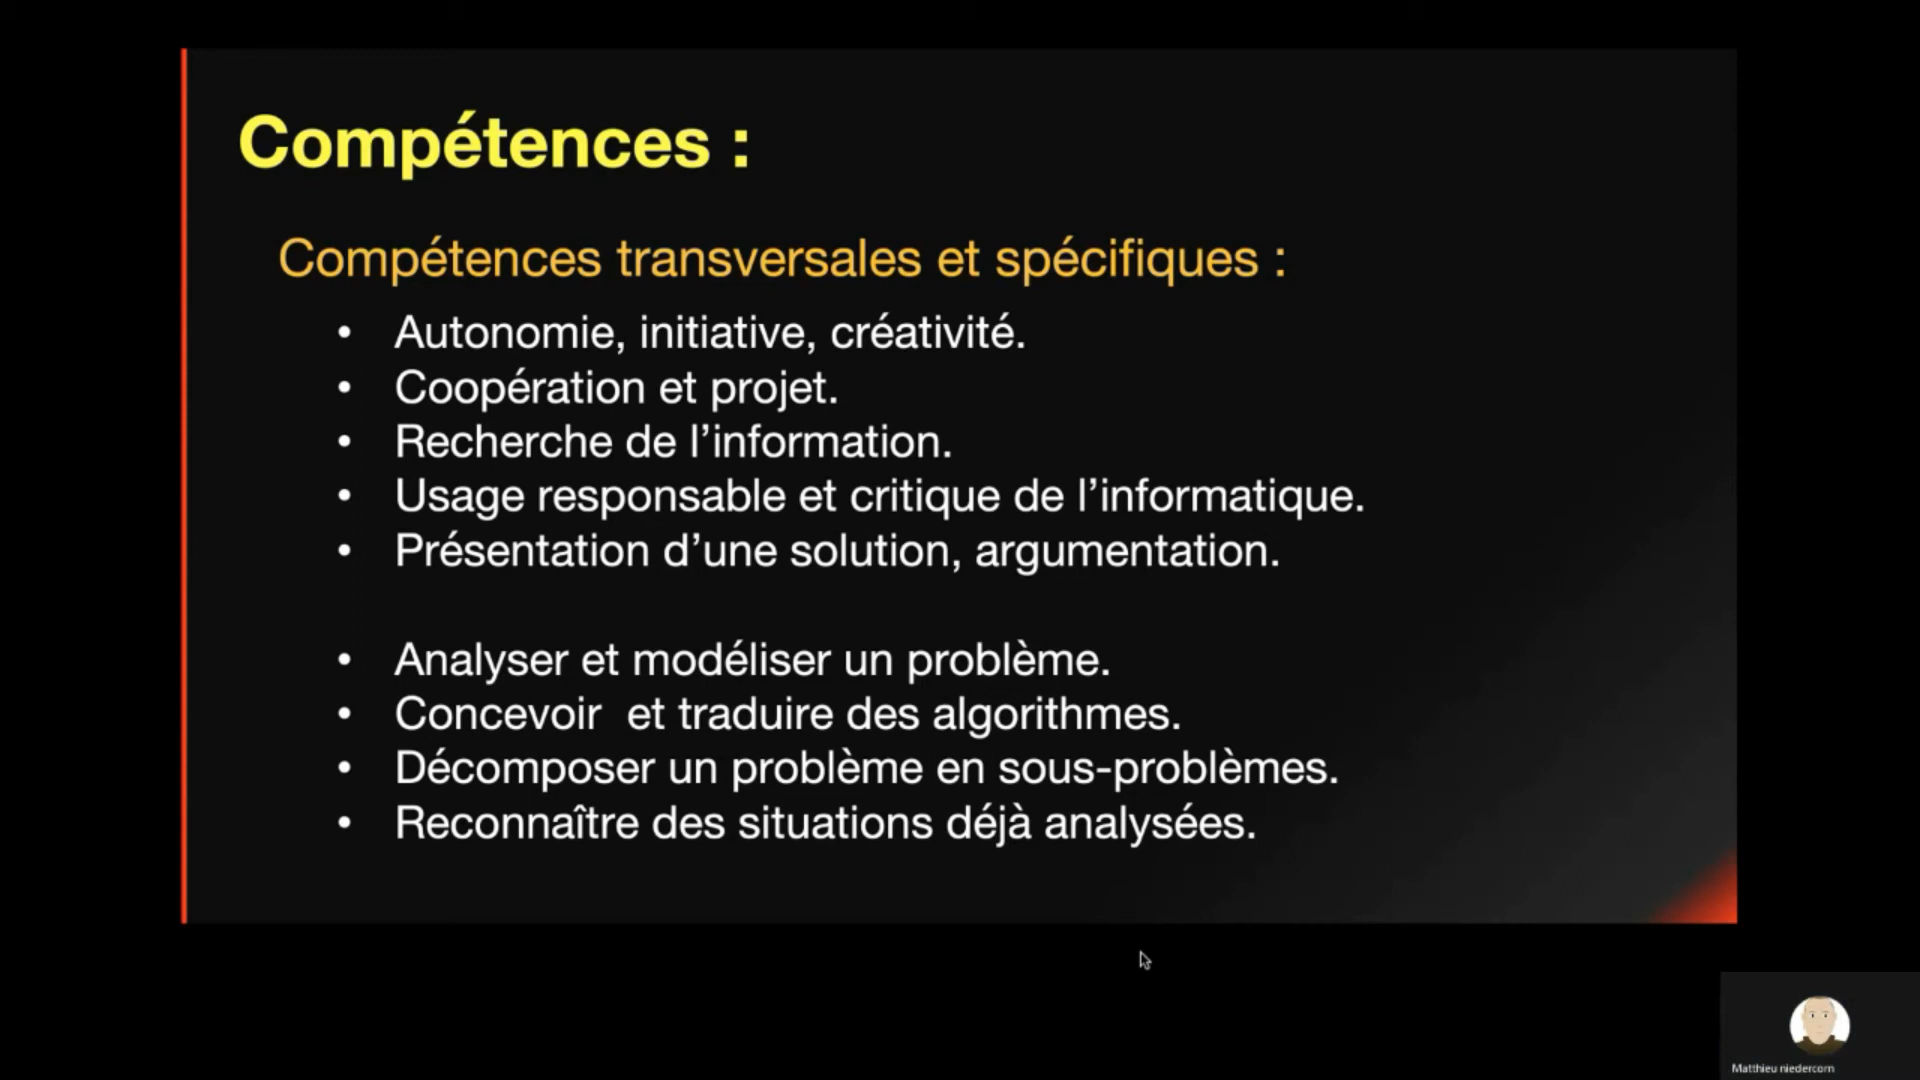 Compétences :
Compétences transversales et spécifiques :
• Autonomie, initiative, créativité.
• Coopération et projet.
• Recherche de l’information.
• Usage responsable et critique de l’informatique.
• Présentation d’une solution, argumentation.
• Analyser et modéliser un problème.
• Concevoir  et traduire des algorithmes.
• Décomposer un problème en sous-problèmes.
• Reconnaître des situations déjà analysées.
Matthieu niedercorn